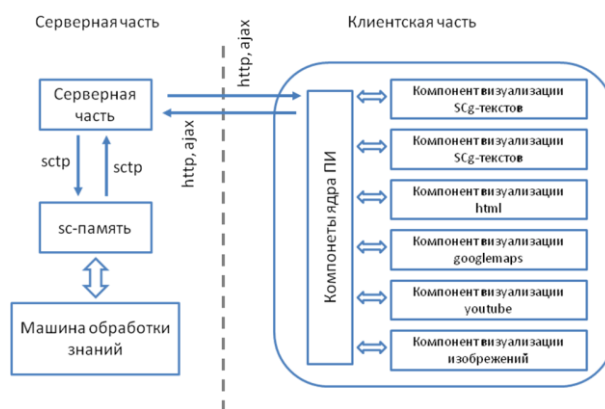 Серверная часть
Клиентская часть
http, ajax
http, ajax
Серверная
часть
sctp
sctp
sc-память
Машина обработки
знаний
Компонеты ядра ПИ
Компонент визуализации
SCg-текстов
Компонент визуализации
SCg-текстов
Компонент визуализации
html
Компонент визуализации
googlemaps
Компонент визуализации
youtube
Компонент визуализации
изобрежений